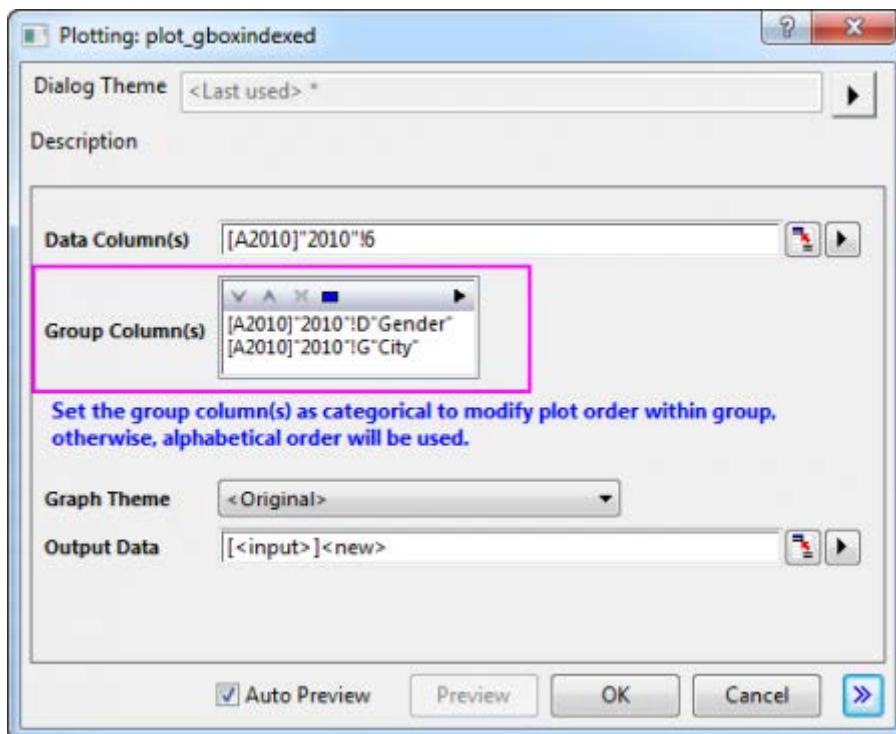 Plotting: plot_gboxindexed
Dialog Theme <Last used> *
Description
Data Column(s) [A2010]"2010"!6
Group Column(s)
[A2010]"2010"!D"Gender"
[A2010]"2010"!G"City"
Set the group column(s) as categorical to modify plot order within group,
otherwise, alphabetical order will be used.
Graph Theme <Original>
Output Data [<input>]<new>
Auto Preview Preview OK Cancel